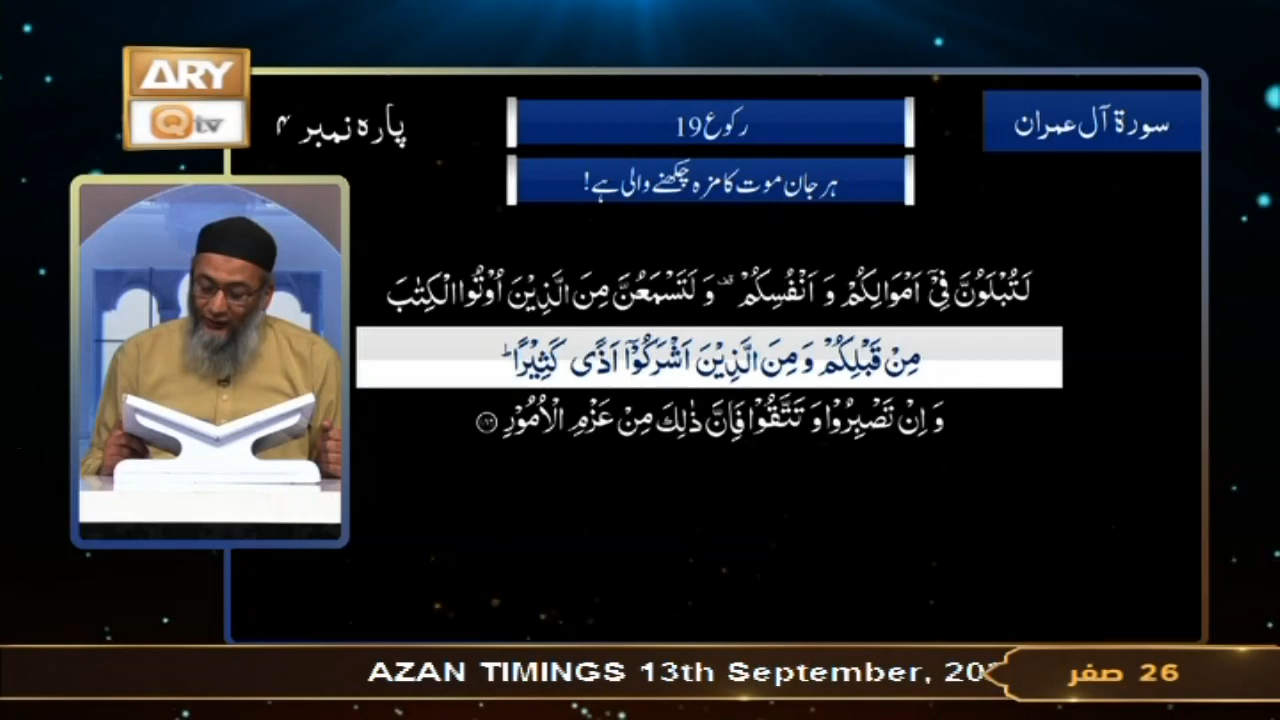 ARY
Qtv
پارہ نمبر ۴
رکوع 19
سورۃ آل عمران
ہر جان موت کا مزہ چکھنے والی ہے!
لَتُبْلَوُنَّ فِیْۤ اَمْوَالِكُمْ وَ اَنْفُسِكُمْ ۫ وَ لَتَسْمَعُنَّ مِنَ الَّذِیْنَ اُوْتُوا الْكِتٰبَ
مِنْ قَبْلِكُمْ وَ مِنَ الَّذِیْنَ اَشْرَكُوْۤا اَذًى كَثِیْرًا ؕ
وَ اِنْ تَصْبِرُوْا وَ تَتَّقُوْا فَاِنَّ ذٰلِكَ مِنْ عَزْمِ الْاُمُوْرِ
AZAN TIMINGS 13th September, 20
26 صفر